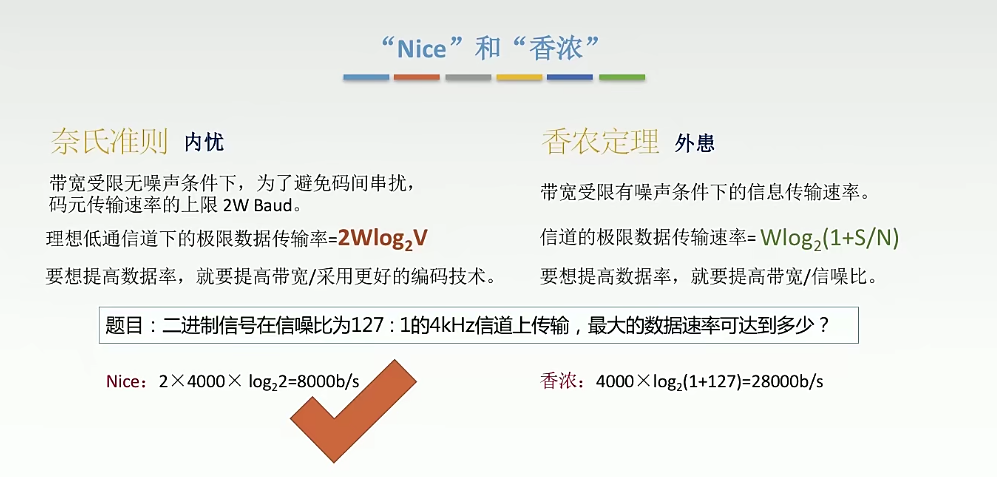 “Nice”和“香浓”
奈氏准则 内忧
带宽受限无噪声条件下，为了避免码间串扰，
码元传输速率的上限 2W Baud。
理想低通信道下的极限数据传输率=2Wlog₂V
要想提高数据率，就要提高带宽/采用更好的编码技术。
香农定理 外患
带宽受限有噪声条件下的信息传输速率。
信道的极限数据传输速率= Wlog₂(1+S/N)
要想提高数据率，就要提高带宽/信噪比。
题目：二进制信号在信噪比为127：1的4kHz信道上传输，最大的数据速率可达到多少？
Nice：2×4000× log₂2=8000b/s
香浓：4000×log₂(1+127)=28000b/s